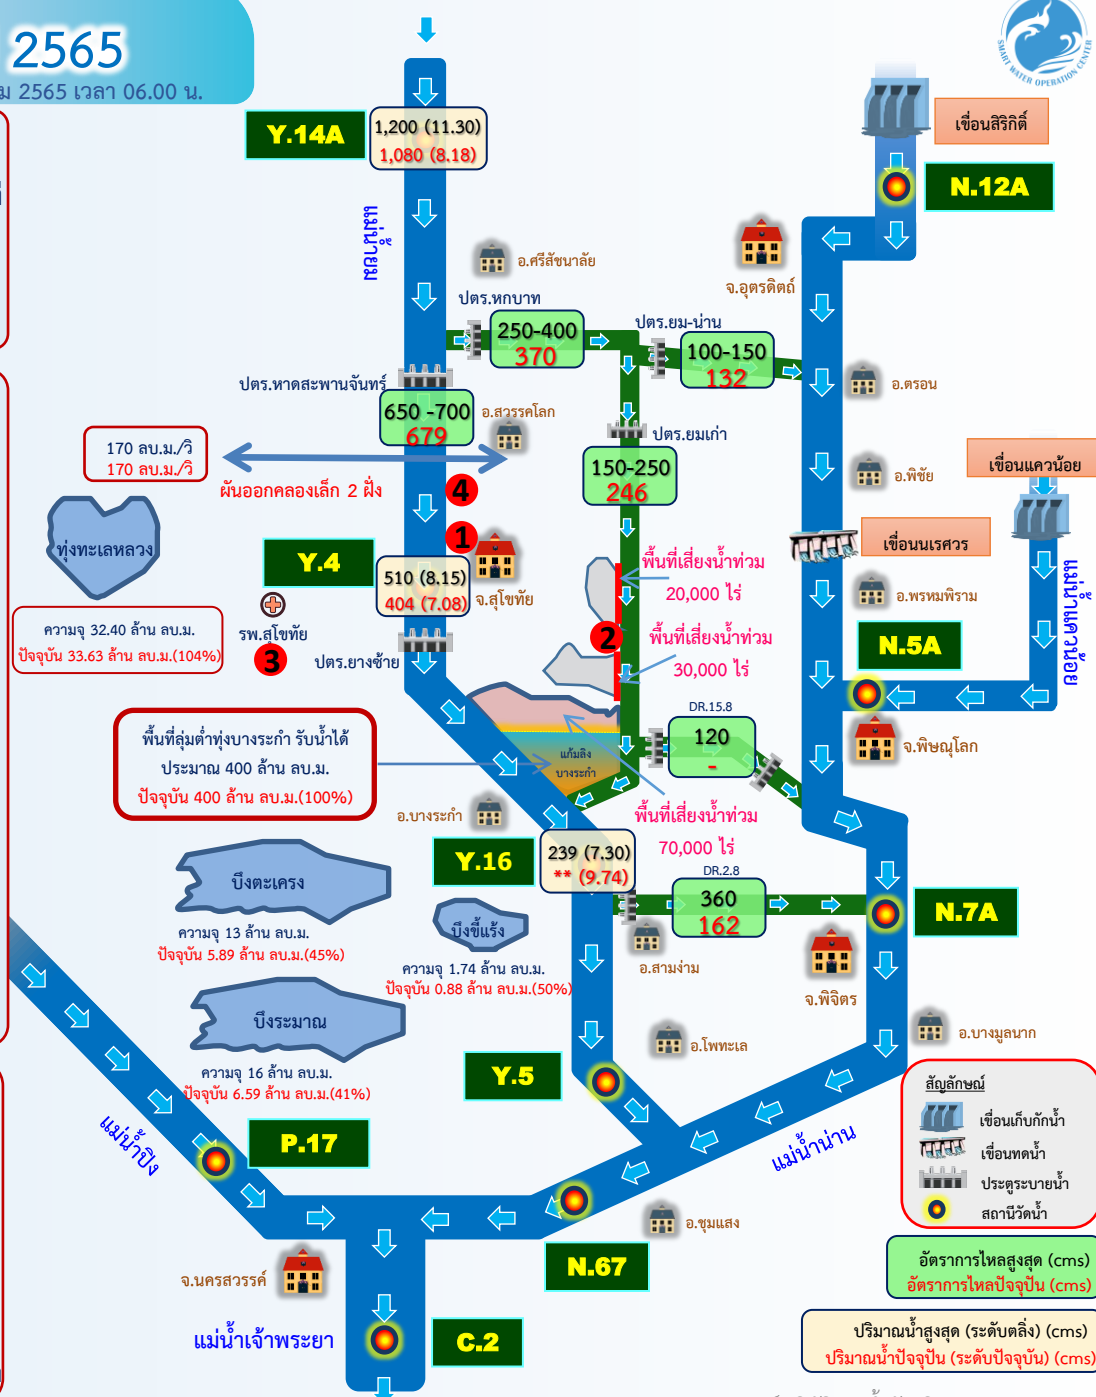 2565
2565 เวลา 06.00 น.
SMART WATER OPERATION CENTER
เขื่อนสิริกิติ์
Y.14A
1,200 (11.30)
1,080 (8.18)
N.12A
แม่น้ำยม
อ.ศรีสัชนาลัย
จ.อุตรดิตถ์
ปตร.หกบาท
250-400
370
ปตร.ยม-น่าน
100-150
132
ปตร.หาดสะพานจันทร์
650 -700
679
อ.สวรรคโลก
อ.ตรอน
ปตร.ยมเก่า
150-250
246
170 ลบ.ม./วิ
170 ลบ.ม./วิ
ผันออกคลองเล็ก 2 ฝั่ง
4
อ.พิชัย
เขื่อนแควน้อย
ทุ่งทะเลหลวง
1
เขื่อนนเรศวร
Y.4
510 (8.15)
404 (7.08)
จ.สุโขทัย
พื้นที่เสี่ยงน้ำท่วม
20,000 ไร่
อ.พรหมพิราม
แม่น้ำแควน้อย
ความจุ 32.40 ล้าน ลบ.ม.
ปัจจุบัน 33.63 ล้าน ลบ.ม.(104%)
รพ.สุโขทัย
3
ปตร.ยางซ้าย
2
พื้นที่เสี่ยงน้ำท่วม
30,000 ไร่
N.5A
พื้นที่ลุ่มต่ำทุ่งบางระกำ รับน้ำได้
ประมาณ 400 ล้าน ลบ.ม.
ปัจจุบัน 400 ล้าน ลบ.ม.(100%)
แก้มลิง
บางระกำ
DR.15.8
120
-
จ.พิษณุโลก
อ.บางระกำ
พื้นที่เสี่ยงน้ำท่วม
70,000 ไร่
Y.16
239 (7.30)
** (9.74)
DR.2.8
360
162
N.7A
บึงตะเครง
ความจุ 13 ล้าน ลบ.ม.
ปัจจุบัน 5.89 ล้าน ลบ.ม.(45%)
บึงขี้แร้ง
ความจุ 1.74 ล้าน ลบ.ม.
ปัจจุบัน 0.88 ล้าน ลบ.ม.(50%)
อ.สามง่าม
จ.พิจิตร
บึงระมาณ
ความจุ 16 ล้าน ลบ.ม.
ปัจจุบัน 6.59 ล้าน ลบ.ม.(41%)
อ.โพทะเล
อ.บางมูลนาก
Y.5
แม่น้ำปิง
P.17
แม่น้ำน่าน
สัญลักษณ์
เขื่อนเก็บกักน้ำ
เขื่อนทดน้ำ
ประตูระบายน้ำ
สถานีวัดน้ำ
อ.ชุมแสง
จ.นครสวรรค์
N.67
อัตราการไหลสูงสุด (cms)
อัตราการไหลปัจจุบัน (cms)
แม่น้ำเจ้าพระยา
C.2
ปริมาณน้ำสูงสุด (ระดับตลิ่ง) (cms)
ปริมาณน้ำปัจจุบัน (ระดับปัจจุบัน) (cms)